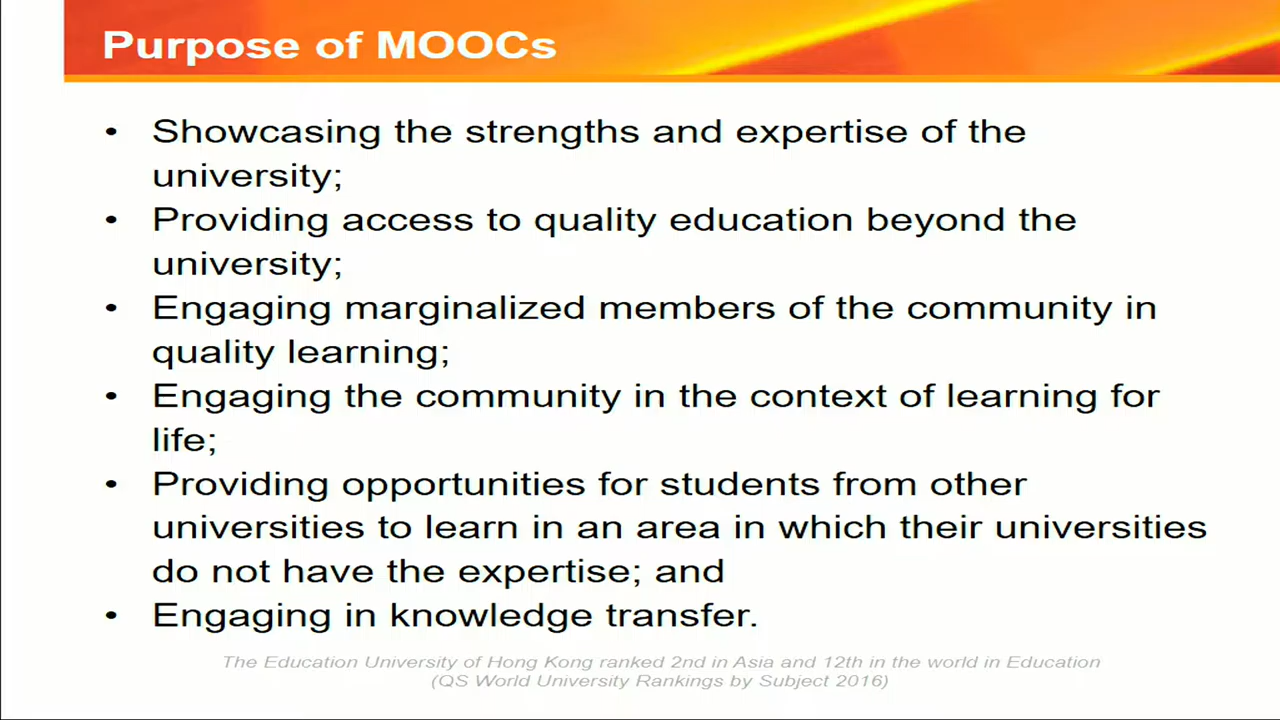 Purpose of MOOCs
• Showcasing the strengths and expertise of the
university;
• Providing access to quality education beyond the
university;
• Engaging marginalized members of the community in
quality learning;
• Engaging the community in the context of learning for
life;
• Providing opportunities for students from other
universities to learn in an area in which their universities
do not have the expertise; and
• Engaging in knowledge transfer.
The Education University of Hong Kong ranked 2nd in Asia and 12th in the world in Education
(QS World University Rankings by Subject 2016)